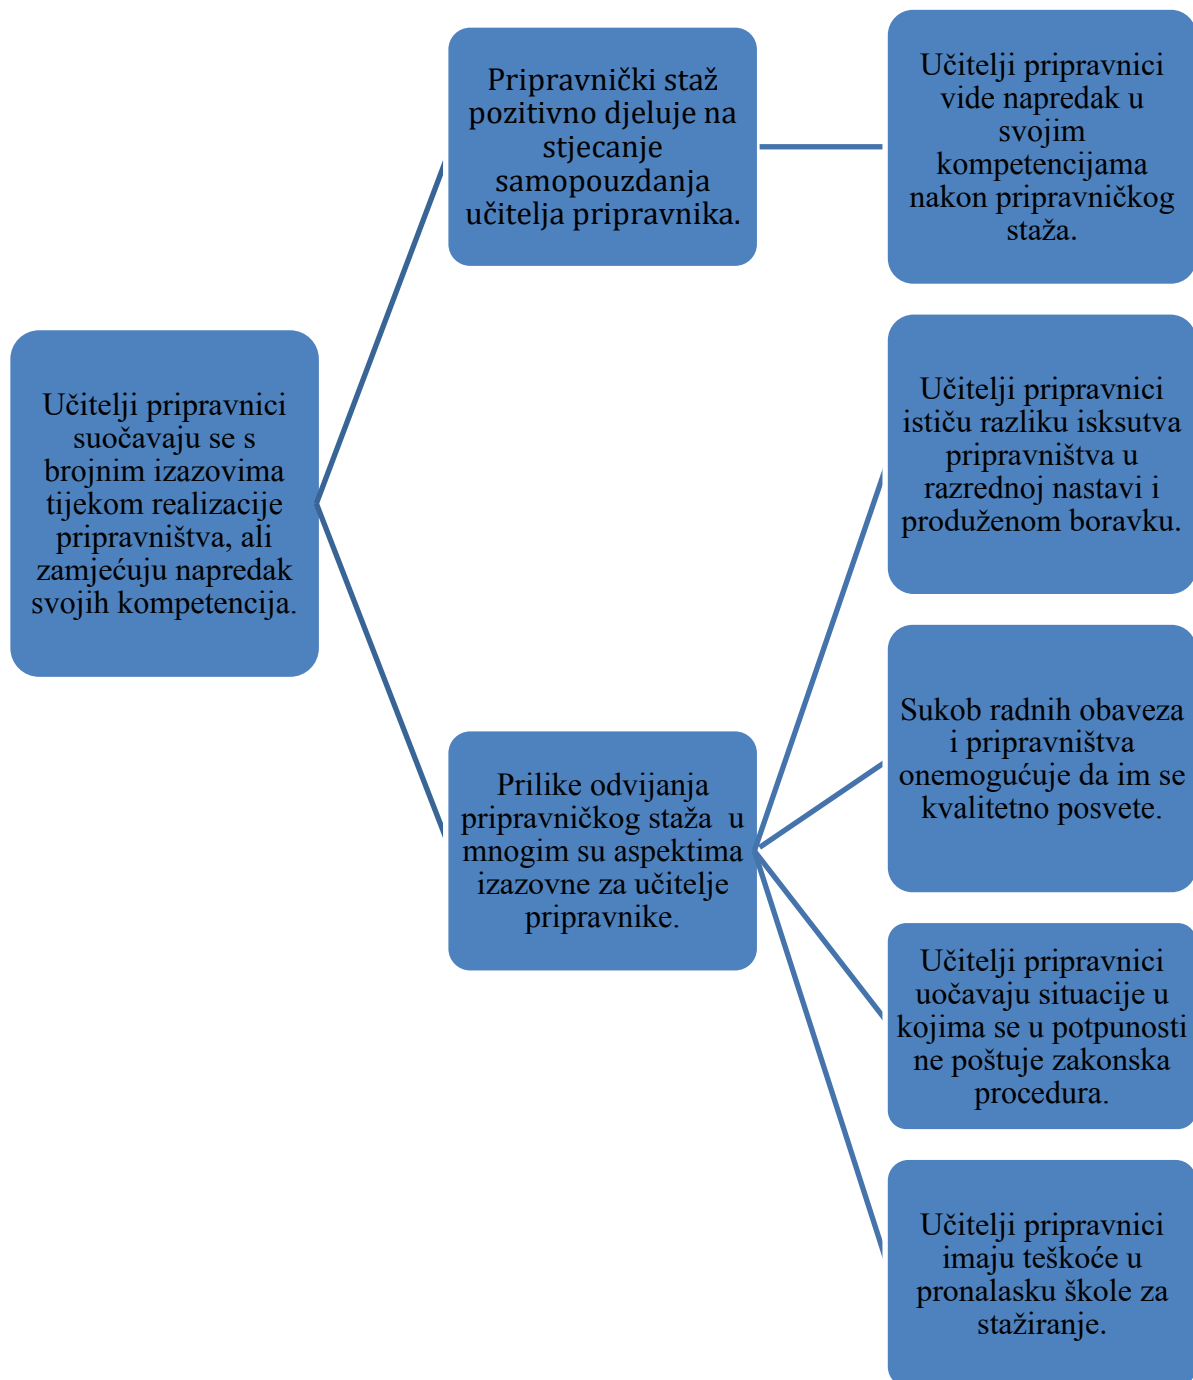 Pripravnički staž
pozitivno djeluje na
stjecanje
samopouzdanja
učitelja pripravnika.
Učitelji pripravnici
vide napredak u
svojim
kompetencijama
nakon pripravničkog
staža.
Učitelji pripravnici
suočavaju se s
brojnim izazovima
tijekom realizacije
pripravništva, ali
zamjećuju napredak
svojih kompetencija.
Učitelji pripravnici
ističu razliku isksutva
pripravništva u
razrednoj nastavi i
produženom boravku.
Prilike odvijanja
pripravničkog staža  u
mnogim su aspektima
izazovne za učitelje
pripravnike.
Sukob radnih obaveza
i pripravništva
onemogućuje da im se
kvalitetno posvete.
Učitelji pripravnici
uočavaju situacije u
kojima se u potpunosti
ne poštuje zakonska
procedura.
Učitelji pripravnici
imaju teškoće u
pronalasku škole za
stažiranje.